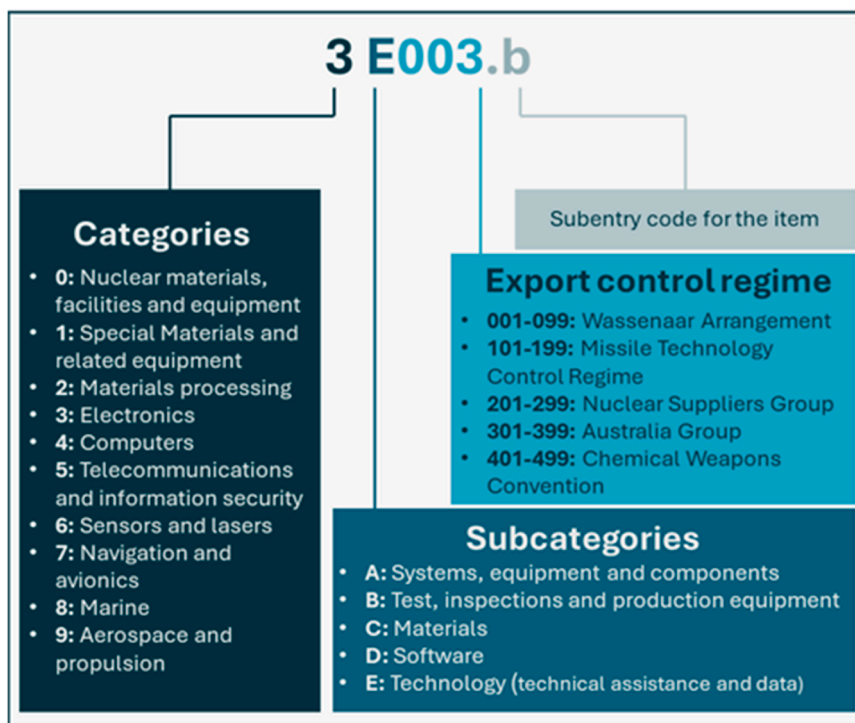 3 E003.b
Categories
• 0: Nuclear materials,
facilities and equipment
• 1: Special Materials and
related equipment
• 2: Materials processing
• 3: Electronics
• 4: Computers
• 5: Telecommunications
and information security
• 6: Sensors and lasers
• 7: Navigation and
avionics
• 8: Marine
• 9: Aerospace and
propulsion
Subentry code for the item
Export control regime
• 001-099: Wassenaar Arrangement
• 101-199: Missile Technology
Control Regime
• 201-299: Nuclear Suppliers Group
• 301-399: Australia Group
• 401-499: Chemical Weapons
Convention
Subcategories
• A: Systems, equipment and components
• B: Test, inspections and production equipment
• C: Materials
• D: Software
• E: Technology (technical assistance and data)